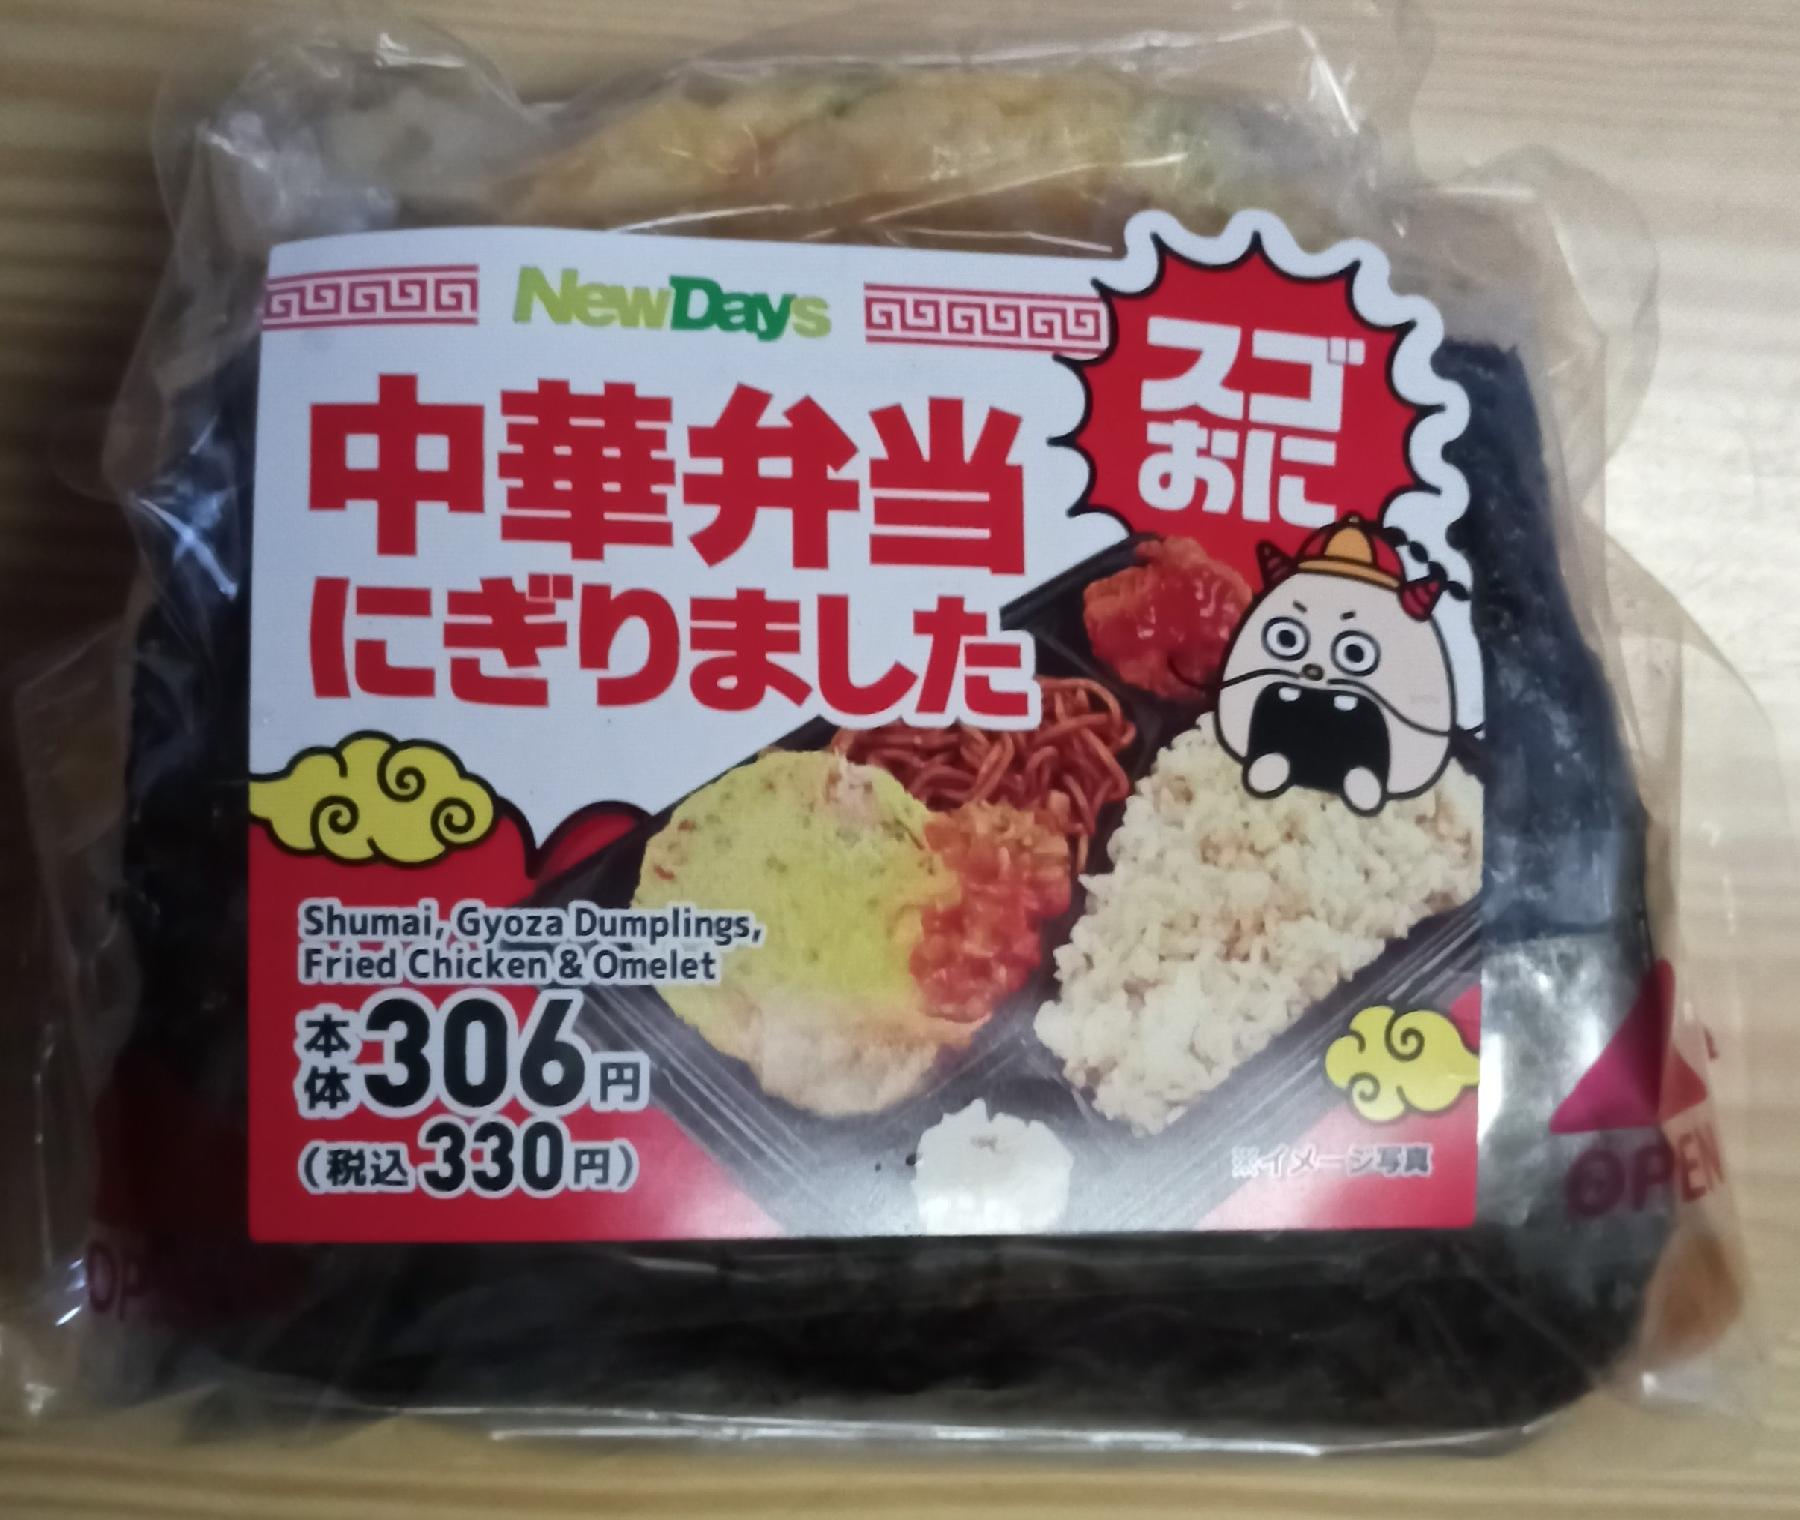 NewDays
スゴ
おに
中華弁当
にぎりました
Shumai, Gyoza Dumplings,
Fried Chicken & Omelet
本体306円
(税込330円)
※イメージ写真
OPEN
OP